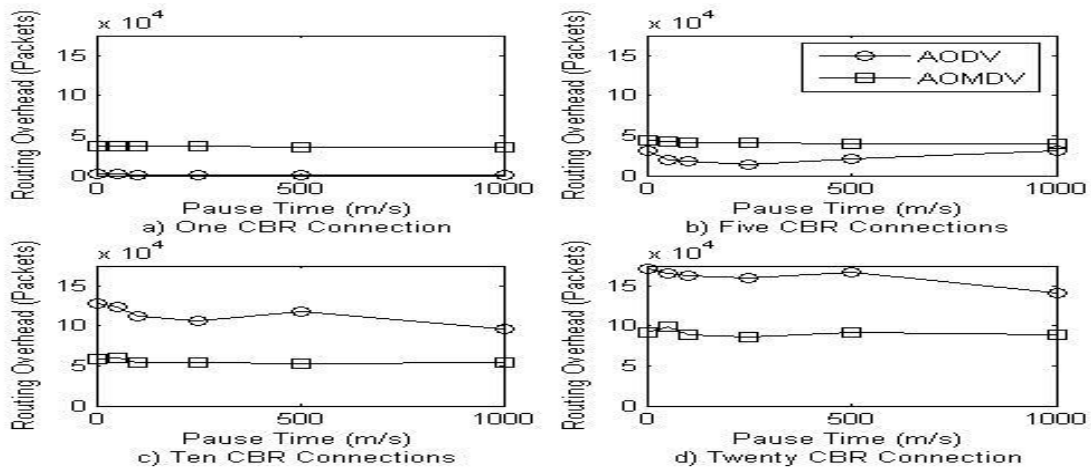 x 10^4
Routing Overhead (Packets)
15
10
5
0
0
500
1000
Pause Time (m/s)
a) One CBR Connection
x 10^4
Routing Overhead (Packets)
15
10
5
0
0
500
1000
AODV
AOMDV
Pause Time (m/s)
b) Five CBR Connections
x 10^4
Routing Overhead (Packets)
15
10
5
0
0
500
1000
Pause Time (m/s)
c) Ten CBR Connections
x 10^4
Routing Overhead (Packets)
15
10
5
0
0
500
1000
Pause Time (m/s)
d) Twenty CBR Connection